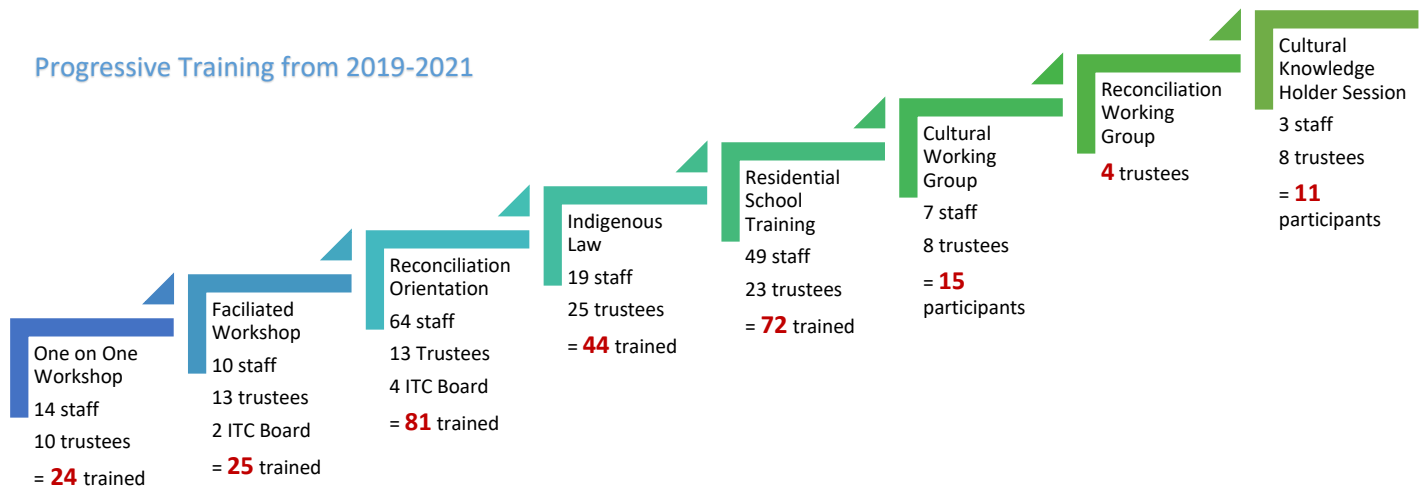 Progressive Training from 2019-2021
One on One
Workshop
14 staff
10 trustees
= 24 trained
Faciliated
Workshop
10 staff
13 trustees
2 ITC Board
= 25 trained
Reconciliation
Orientation
64 staff
13 Trustees
4 ITC Board
= 81 trained
Indigenous
Law
19 staff
25 trustees
= 44 trained
Residential
School
Training
49 staff
23 trustees
= 72 trained
Cultural
Working
Group
7 staff
8 trustees
= 15
participants
Reconciliation
Working
Group
4 trustees
Cultural
Knowledge
Holder Session
3 staff
8 trustees
= 11
participants